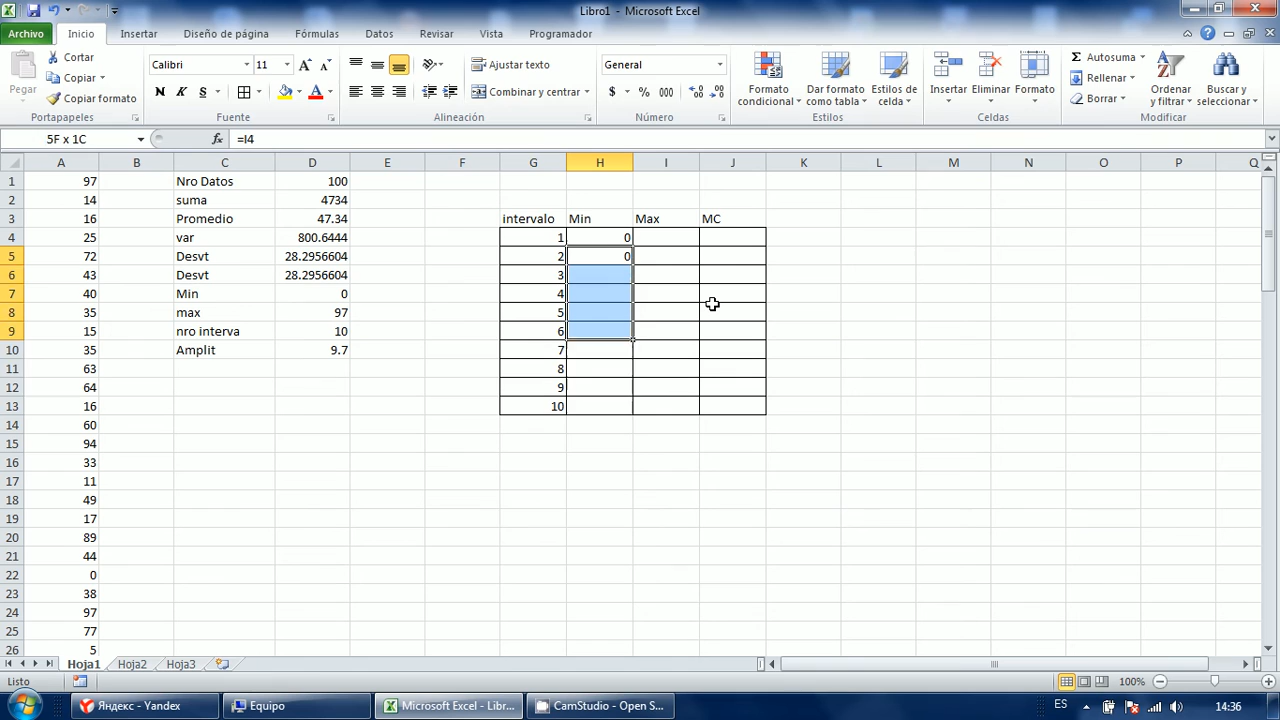 Libro1 - Microsoft Excel
Archivo Inicio Insertar Diseño de página Fórmulas Datos Revisar Vista Programador
Pegar
Cortar
Copiar
Copiar formato
Calibri 11
N K S
Ajustar texto
Combinar y centrar
General
$ % 000
Formato condicional
Dar formato como tabla
Estilos de celda
Insertar Eliminar Formato
Autosuma
Rellenar
Borrar
Ordenar y filtrar
Buscar y seleccionar
Portapapeles Fuente Alineación Número Estilos Celdas Modificar
5F x 1C fx =I4
A B C D E F G H I J K L M N O P Q
1 97 Nro Datos 100
2 14 suma 4734
3 16 Promedio 47.34 intervalo Min Max MC
4 25 var 800.6444 1 0
5 72 Desvt 28.2956604 2 0
6 43 Desvt 28.2956604 3
7 40 Min 0 4
8 35 max 97 5
9 15 nro interva 10 6
10 35 Amplit 9.7 7
11 63 8
12 64 9
13 16 10
14 60
15 94
16 33
17 11
18 49
19 17
20 89
21 44
22 0
23 38
24 97
25 77
26 5
Hoja1 Hoja2 Hoja3
Listo 100%
Яндекс - Yandex Equipo Microsoft Excel - Libr... CamStudio - Open S... ES 14:36